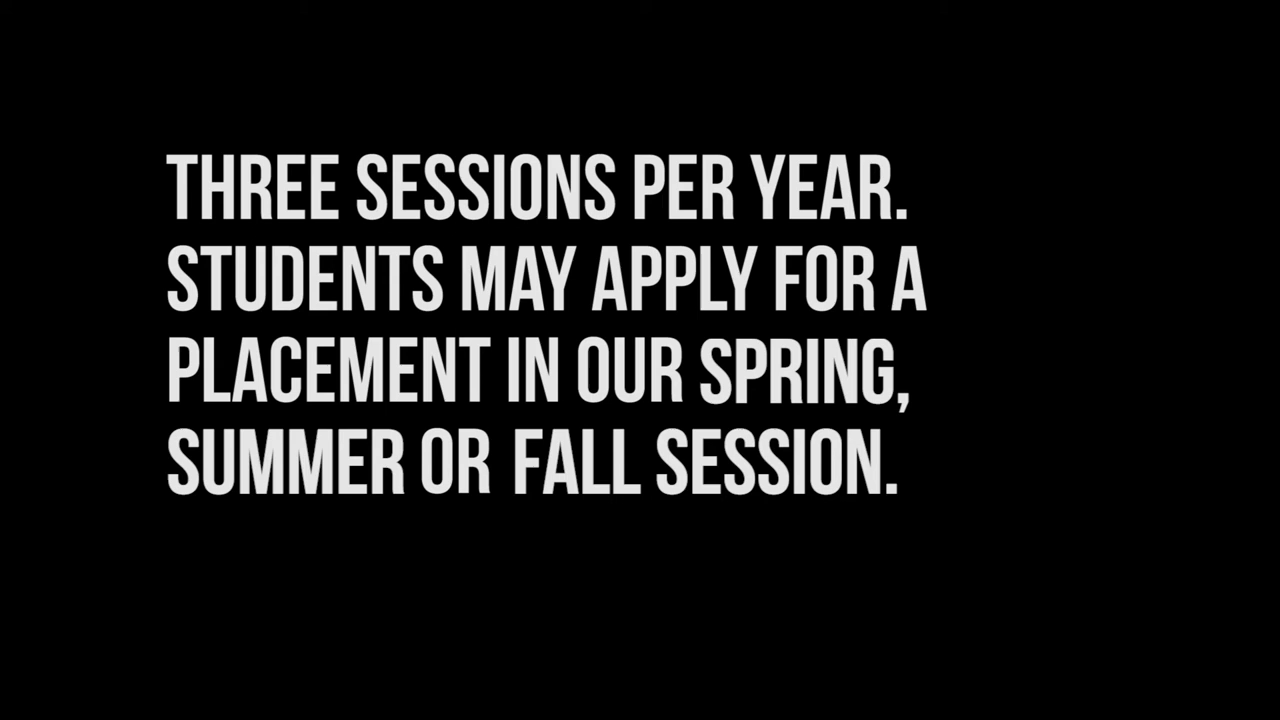 THREE SESSIONS PER YEAR.
STUDENTS MAY APPLY FOR A
PLACEMENT IN OUR SPRING,
SUMMER OR FALL SESSION.